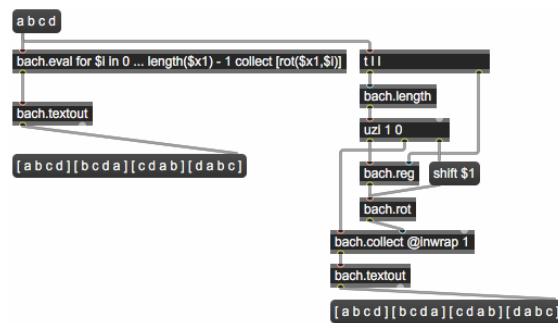 a b c d
bach.eval for $i in 0 ... length($x1) - 1 collect [rot($x1,$i)]
bach.textout
[ a b c d ] [ b c d a ] [ c d a b ] [ d a b c ]
t l l
bach.length
uzi 1 0
bach.reg
shift $1
bach.rot
bach.collect @inwrap 1
bach.textout
[ a b c d ] [ b c d a ] [ c d a b ] [ d a b c ]